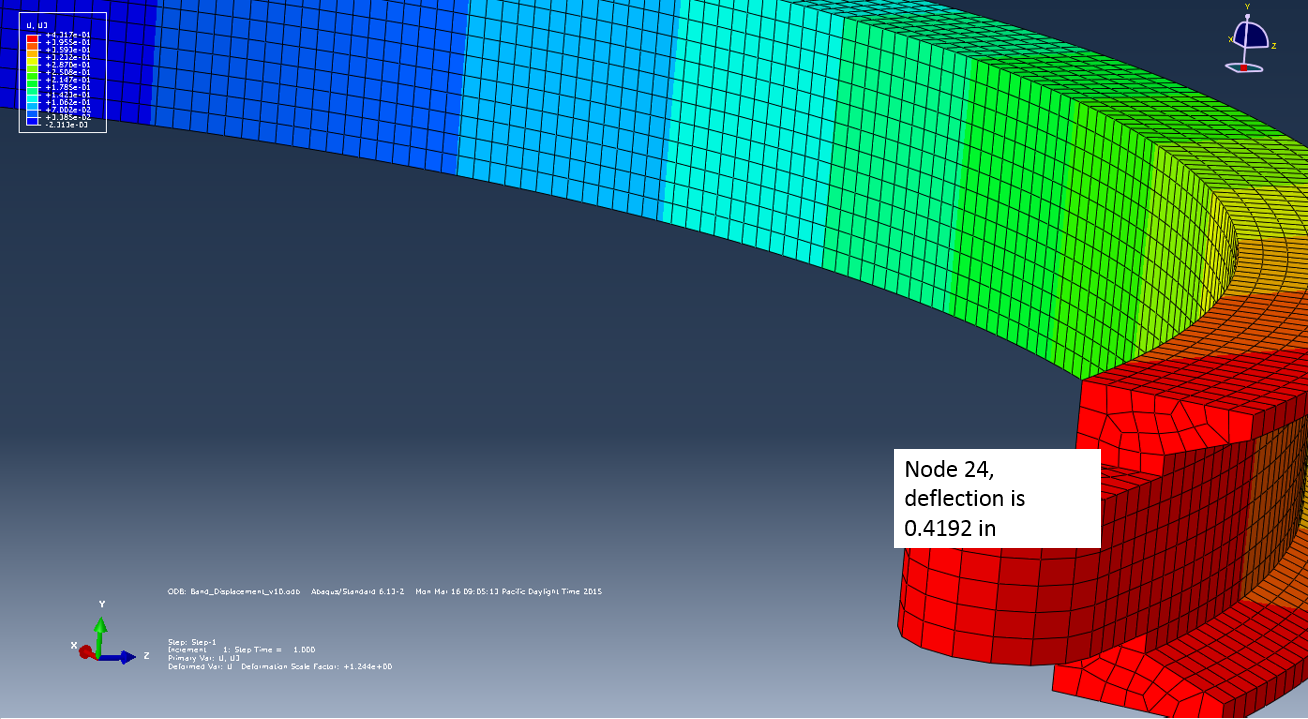 U, U3
+4.317e-01
+3.955e-01
+3.593e-01
+3.232e-01
+2.870e-01
+2.508e-01
+2.147e-01
+1.785e-01
+1.423e-01
+1.062e-01
+7.002e-02
+3.385e-02
-2.313e-03
Y
X
Z
Node 24,
deflection is
0.4192 in
ODB: Band_Displacement_v10.odb Abaqus/Standard 6.13-2 Mon Mar 16 09:05:13 Pacific Daylight Time 2015
Y
X
Z
Step: Step-1
Increment 1: Step Time = 1.000
Primary Var: U, U3
Deformed Var: U Deformation Scale Factor: +1.244e+00